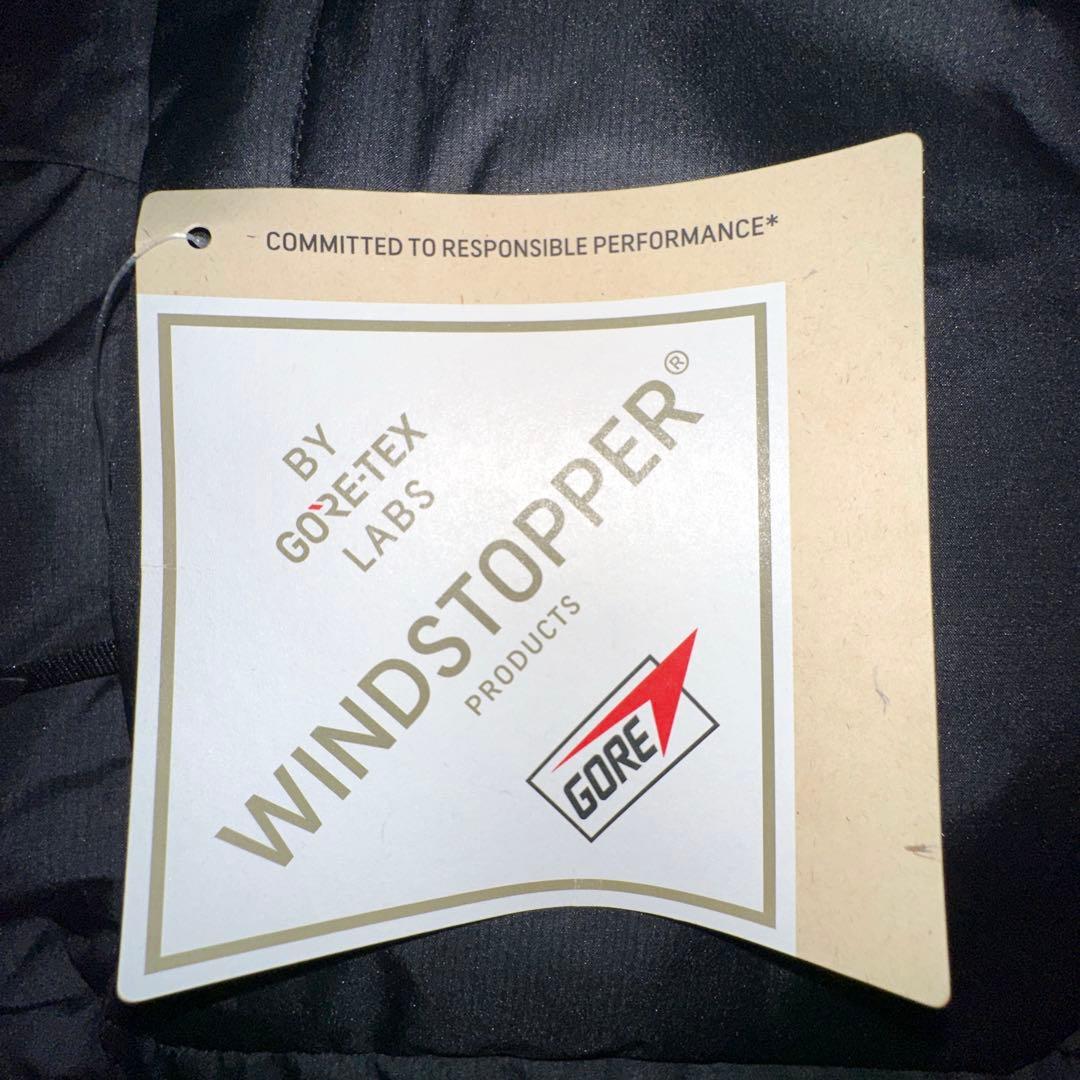 COMMITTED TO RESPONSIBLE PERFORMANCE*
BY
GORE-TEX
LABS
WINDSTOPPER®
PRODUCTS
GORE